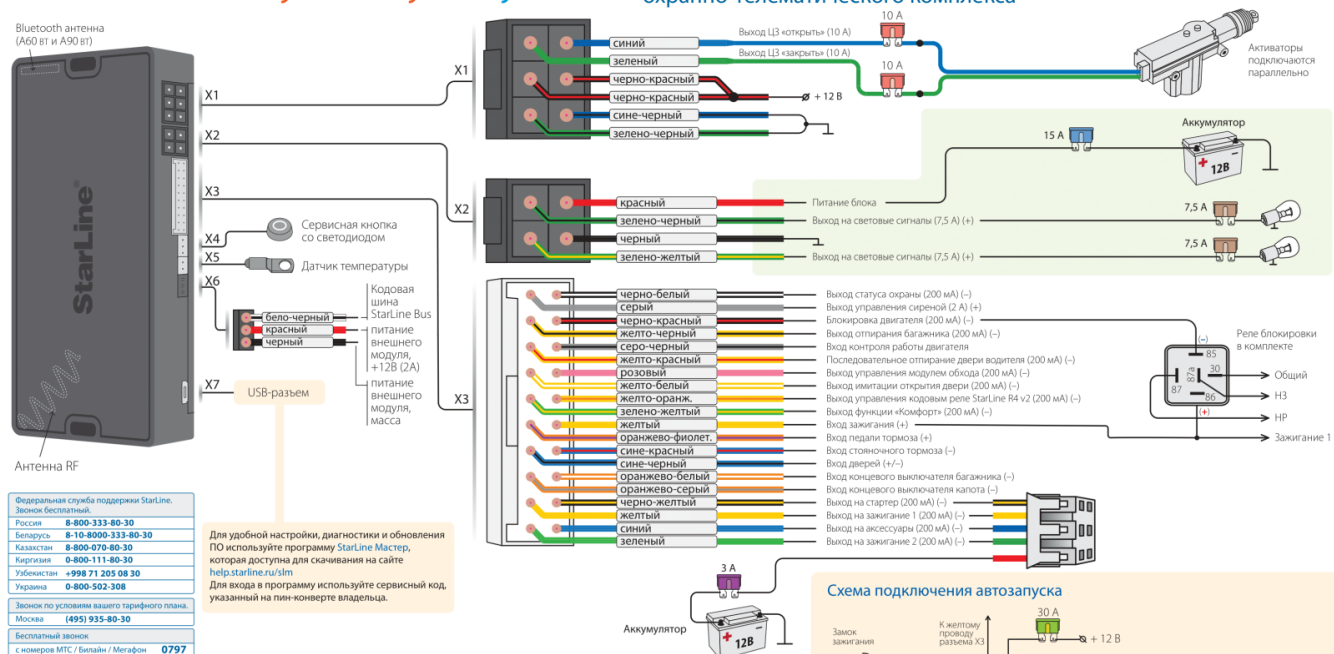 охранно-телематического комплекса
Bluetooth антенна
(А60 BT и А90 BT)
StarLine®
Антенна RF
X1
X2
X3
X4
X5
X6
X7
Сервисная кнопка
со светодиодом
Датчик температуры
Кодовая
шина
StarLine Bus
бело-черный
красный
черный
питание
внешнего
модуля,
+12В (2А)
питание
внешнего
модуля,
масса
USB-разъем
X1
синий
зеленый
черно-красный
черно-красный
сине-черный
зелено-черный
Выход ЦЗ «открыть» (10 А)
Выход ЦЗ «закрыть» (10 А)
10 А
10 А
+ 12 В
Активаторы
подключаются
параллельно
X2
красный
зелено-черный
черный
зелено-желтый
Питание блока
Выход на световые сигналы (7,5 А) (+)
Выход на световые сигналы (7,5 А) (+)
15 А
Аккумулятор
+ 12В
7,5 А
7,5 А
X3
черно-белый Выход статуса охраны (200 мА) (–)
серый Выход управления сиреной (2 А) (+)
черно-красный Блокировка двигателя (200 мА) (–)
желто-черный Выход отпирания багажника (200 мА) (–)
серо-черный Вход контроля работы двигателя
желто-красный Последовательное отпирание двери водителя (200 мА) (–)
розовый Выход управления модулем обхода (200 мА) (–)
желто-белый Выход имитации открытия двери (200 мА) (–)
желто-оранж. Выход управления кодовым реле StarLine R4 v2 (200 мА) (–)
зелено-желтый Выход функции «Комфорт» (200 мА) (–)
желтый Вход зажигания (+)
оранжево-фиолет. Вход педали тормоза (+)
сине-красный Вход стояночного тормоза (–)
сине-черный Вход дверей (+/–)
оранжево-белый Вход концевого выключателя багажника (–)
оранжево-серый Вход концевого выключателя капота (–)
черно-желтый Выход на стартер (200 мА) (–)
желтый Выход на зажигание 1 (200 мА) (–)
синий Выход на аксессуары (200 мА) (–)
зеленый Выход на зажигание 2 (200 мА) (–)
Реле блокировки
в комплекте
(–)
85
87а
30
87
86
(+)
Общий
НЗ
НР
Зажигание 1
3 А
Аккумулятор
+ 12В
Федеральная служба поддержки StarLine.
Звонок бесплатный.
Россия 8-800-333-80-30
Беларусь 8-10-8000-333-80-30
Казахстан 8-800-070-80-30
Киргизия 0-800-111-80-30
Узбекистан +998 71 205 08 30
Украина 0-800-502-308
Звонок по условиям вашего тарифного плана.
Москва (495) 935-80-30
Бесплатный звонок
с номеров МТС / Билайн / Мегафон 0797
Для удобной настройки, диагностики и обновления
ПО используйте программу StarLine Мастер,
которая доступна для скачивания на сайте
help.starline.ru/slm
Для входа в программу используйте сервисный код,
указанный на пин-конверте владельца.
Схема подключения автозапуска
Замок
зажигания
К желтому
проводу
разъема X3
30 А
+ 12 В